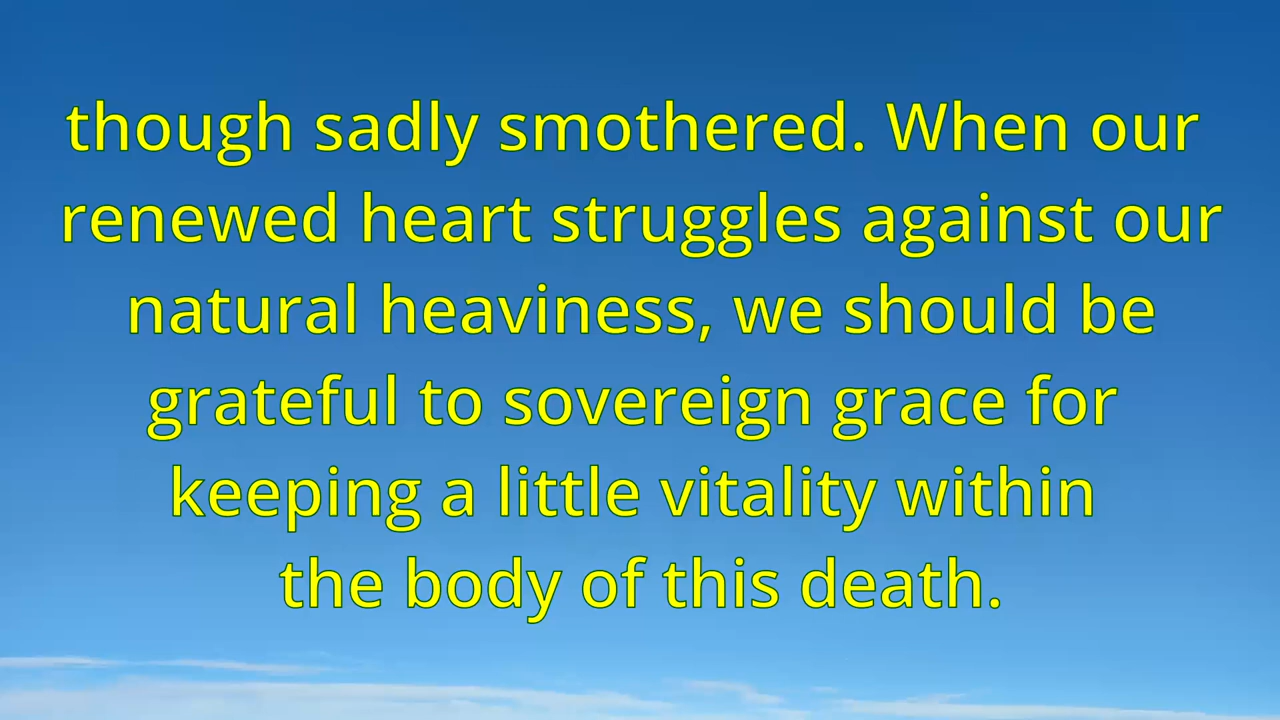 though sadly smothered. When our
renewed heart struggles against our
natural heaviness, we should be
grateful to sovereign grace for
keeping a little vitality within
the body of this death.